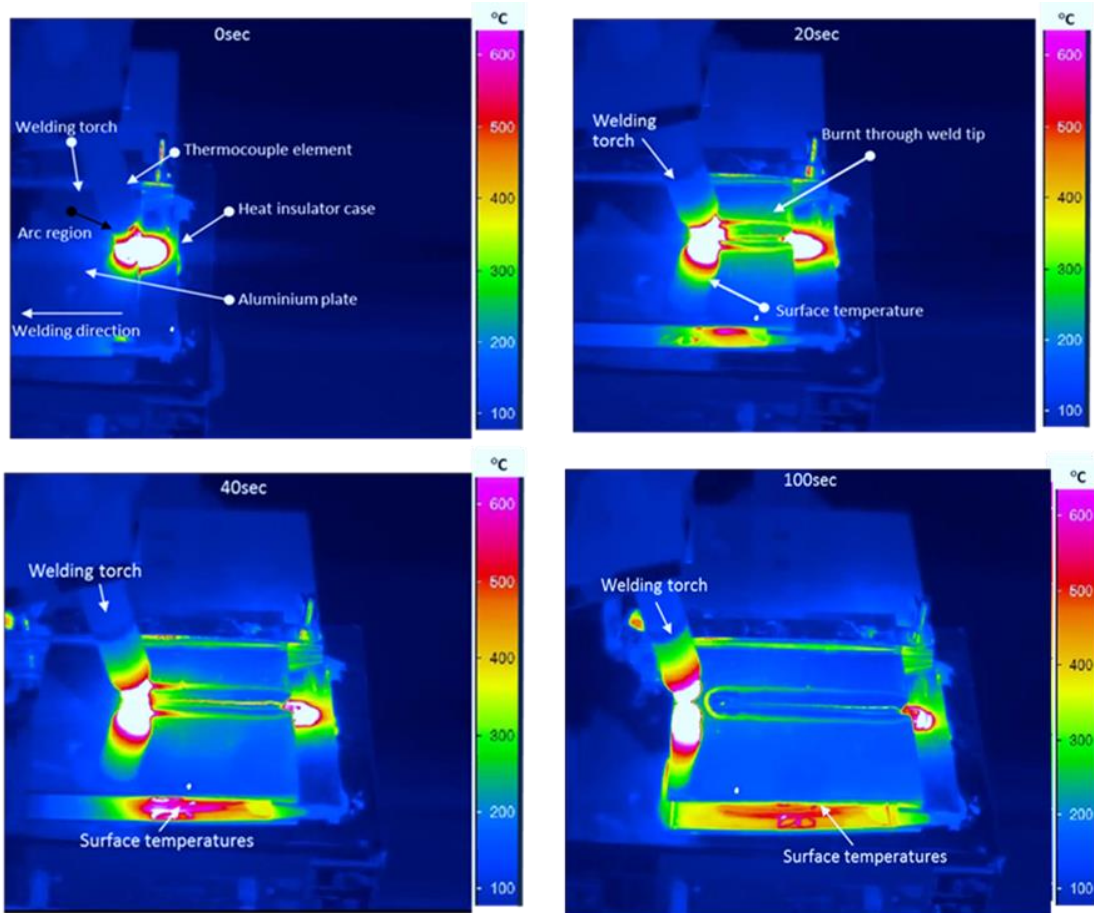 0sec
°C
600
500
400
300
200
100
Welding torch
Thermocouple element
Heat insulator case
Arc region
Aluminium plate
Welding direction
20sec
°C
600
500
400
300
200
100
Welding
torch
Burnt through weld tip
Surface temperature
40sec
°C
600
500
400
300
200
100
Welding torch
Surface temperatures
100sec
°C
600
500
400
300
200
100
Welding torch
Surface temperatures